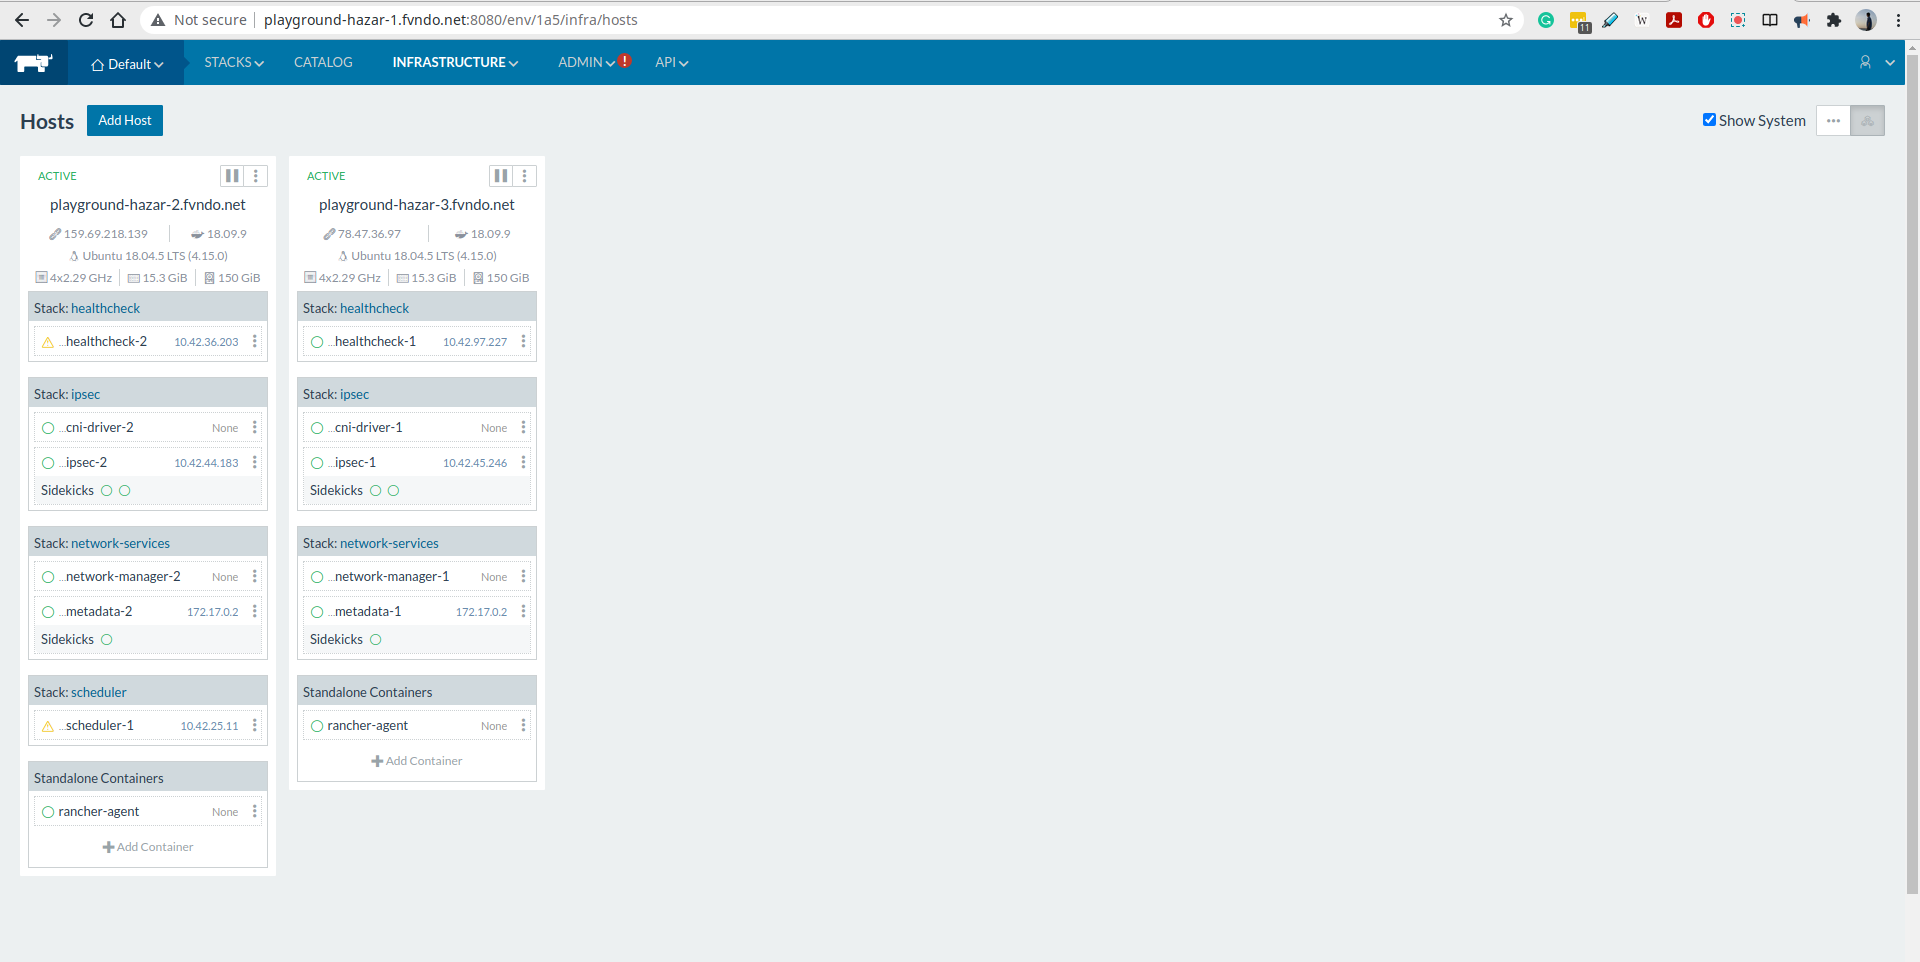 Not secure | playground-hazar-1.fvndo.net:8080/env/1a5/infra/hosts
11
W
Default STACKS CATALOG INFRASTRUCTURE ADMIN ! API
Hosts Add Host Show System
ACTIVE
playground-hazar-2.fvndo.net
159.69.218.139 18.09.9
Ubuntu 18.04.5 LTS (4.15.0)
4x2.29 GHz 15.3 GiB 150 GiB
Stack: healthcheck
...healthcheck-2 10.42.36.203
Stack: ipsec
...cni-driver-2 None
...ipsec-2 10.42.44.183
Sidekicks
Stack: network-services
...network-manager-2 None
...metadata-2 172.17.0.2
Sidekicks
Stack: scheduler
...scheduler-1 10.42.25.11
Standalone Containers
rancher-agent None
Add Container
ACTIVE
playground-hazar-3.fvndo.net
78.47.36.97 18.09.9
Ubuntu 18.04.5 LTS (4.15.0)
4x2.29 GHz 15.3 GiB 150 GiB
Stack: healthcheck
...healthcheck-1 10.42.97.227
Stack: ipsec
...cni-driver-1 None
...ipsec-1 10.42.45.246
Sidekicks
Stack: network-services
...network-manager-1 None
...metadata-1 172.17.0.2
Sidekicks
Standalone Containers
rancher-agent None
Add Container